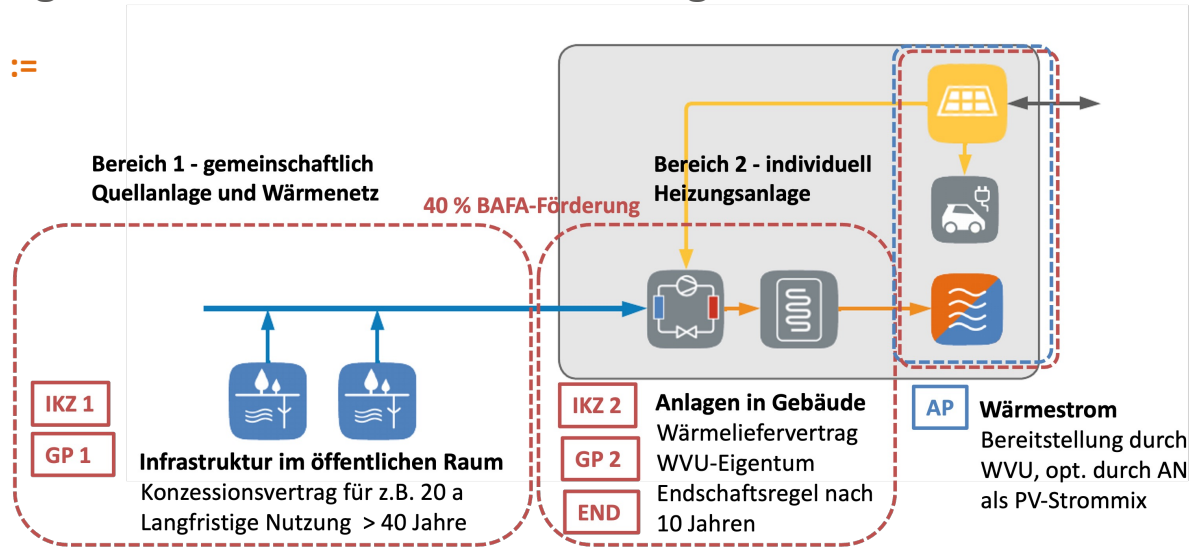 :=
Bereich 1 - gemeinschaftlich
Quellanlage und Wärmenetz
Bereich 2 - individuell
Heizungsanlage
40 % BAFA-Förderung
IKZ 1
GP 1
Infrastruktur im öffentlichen Raum
Konzessionsvertrag für z.B. 20 a
Langfristige Nutzung > 40 Jahre
IKZ 2
GP 2
END
Anlagen in Gebäude
Wärmeliefervertrag
WVU-Eigentum
Endschaftsregel nach
10 Jahren
AP
Wärmestrom
Bereitstellung durch
WVU, opt. durch AN
als PV-Strommix